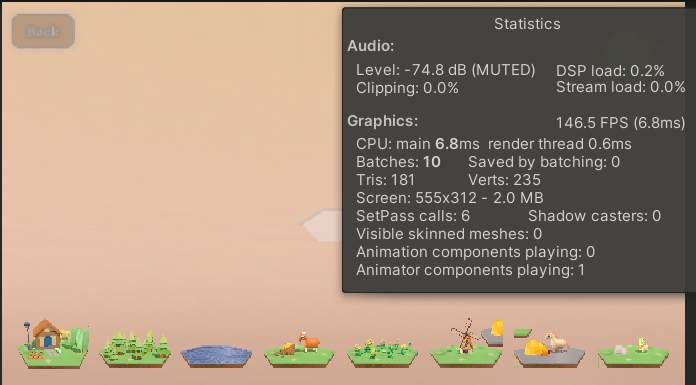 Back
Statistics
Audio:
Level: -74.8 dB (MUTED) DSP load: 0.2%
Clipping: 0.0% Stream load: 0.0%
Graphics: 146.5 FPS (6.8ms)
CPU: main 6.8ms render thread 0.6ms
Batches: 10 Saved by batching: 0
Tris: 181 Verts: 235
Screen: 555x312 - 2.0 MB
SetPass calls: 6 Shadow casters: 0
Visible skinned meshes: 0
Animation components playing: 0
Animator components playing: 1